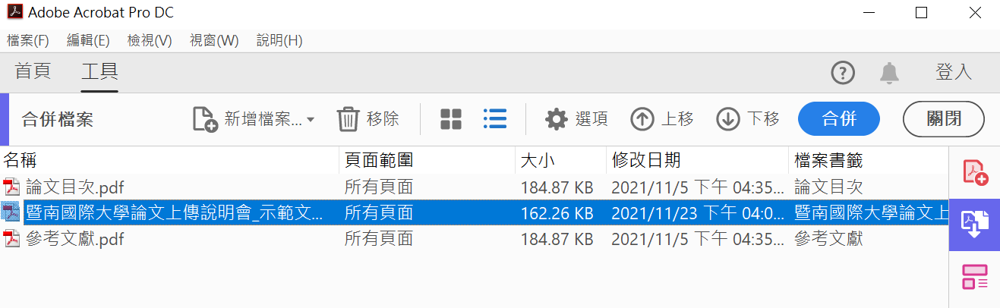 Adobe Acrobat Pro DC
檔案(F) 編輯(E) 檢視(V) 視窗(W) 說明(H)
首頁 工具 登入
合併檔案 新增檔案... 移除 選項 上移 下移 合併 關閉
名稱 頁面範圍 大小 修改日期 檔案書籤
論文目次.pdf 所有頁面 184.87 KB 2021/11/5 下午 04:35... 論文目次
暨南國際大學論文上傳說明會_示範文... 所有頁面 162.26 KB 2021/11/23 下午 04:0... 暨南國際大學論文上
參考文獻.pdf 所有頁面 184.87 KB 2021/11/5 下午 04:35... 參考文獻